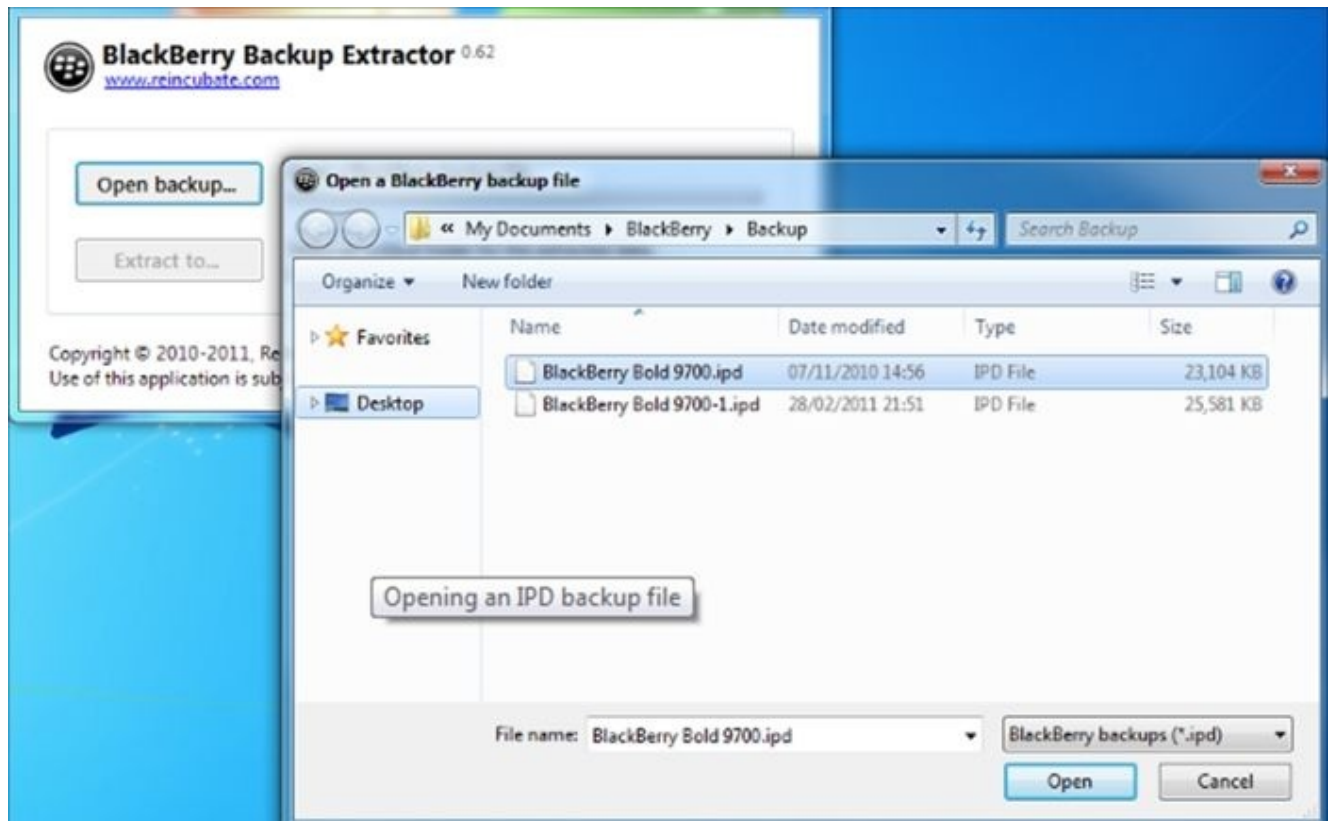 BlackBerry Backup Extractor 0.62
www.reincubate.com
Open backup...
Extract to...
Copyright © 2010-2011, Re
Use of this application is sub
Open a BlackBerry backup file
« My Documents BlackBerry Backup
Search Backup
Organize New folder
Favorites
Desktop
Name Date modified Type Size
BlackBerry Bold 9700.ipd 07/11/2010 14:56 IPD File 23,104 KB
BlackBerry Bold 9700-1.ipd 28/02/2011 21:51 IPD File 25,581 KB
Opening an IPD backup file
File name: BlackBerry Bold 9700.ipd BlackBerry backups (*.ipd)
Open Cancel